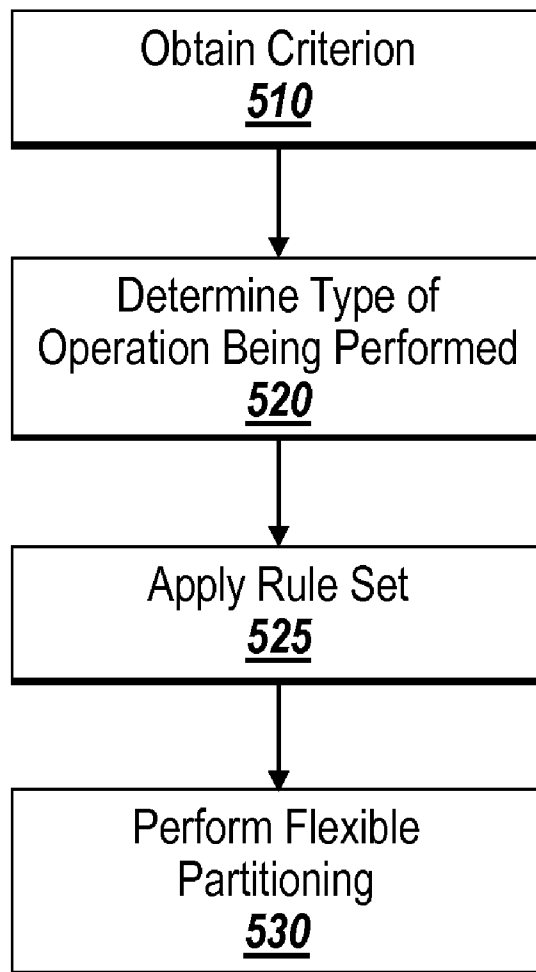 Obtain Criterion
510
Determine Type of
Operation Being Performed
520
Apply Rule Set
525
Perform Flexible
Partitioning
530